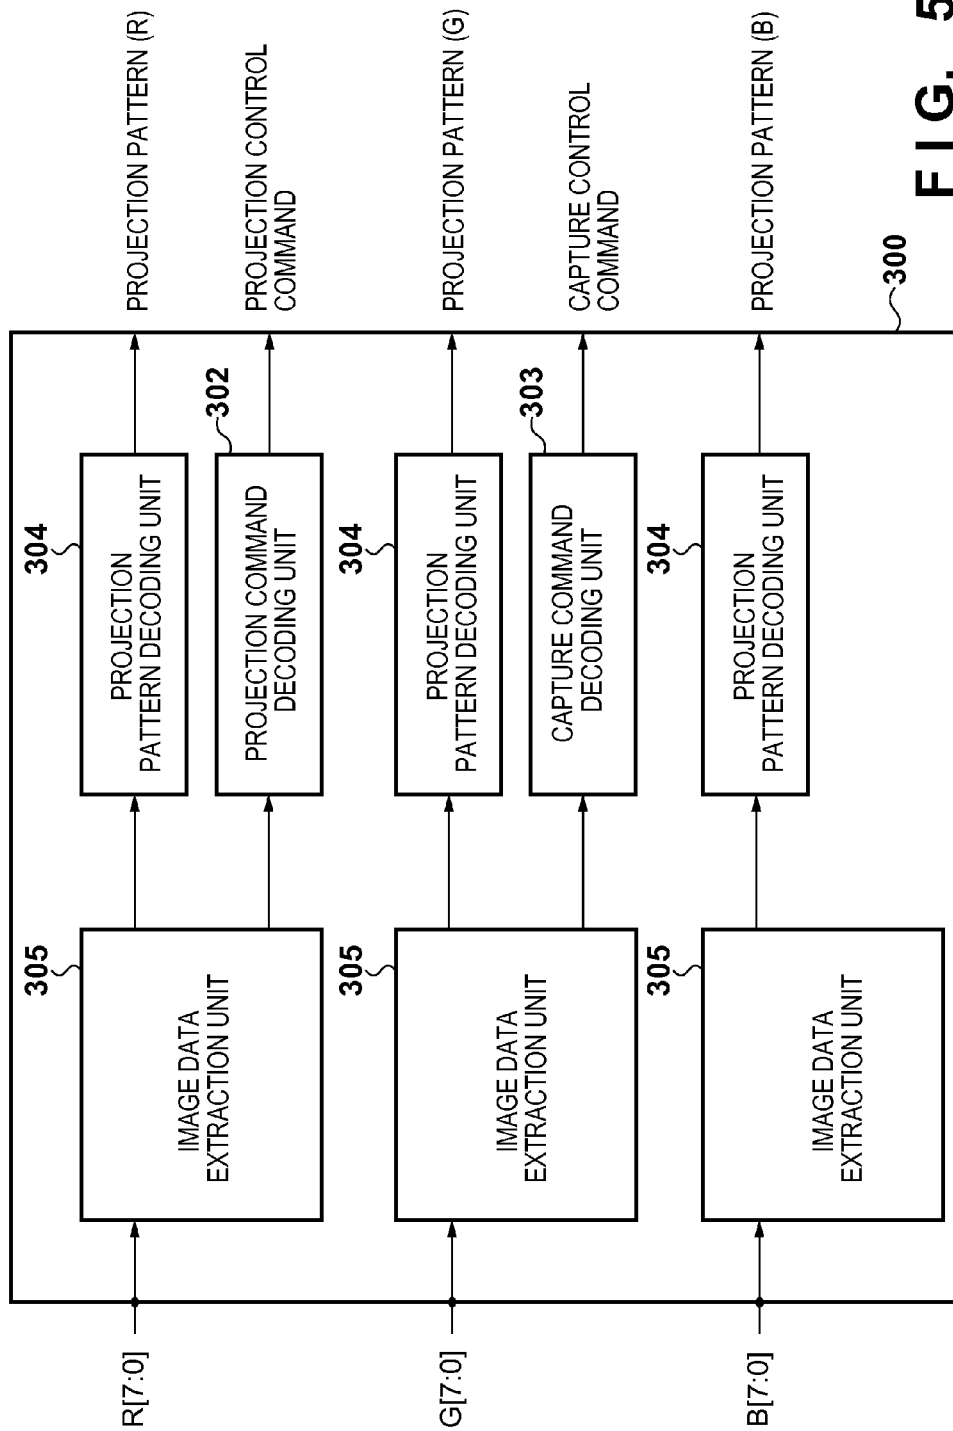 R[7:0]
305
IMAGE DATA
EXTRACTION UNIT
304
PROJECTION
PATTERN DECODING UNIT
PROJECTION PATTERN (R)
302
PROJECTION COMMAND
DECODING UNIT
PROJECTION CONTROL
COMMAND
G[7:0]
305
IMAGE DATA
EXTRACTION UNIT
304
PROJECTION
PATTERN DECODING UNIT
PROJECTION PATTERN (G)
303
CAPTURE COMMAND
DECODING UNIT
CAPTURE CONTROL
COMMAND
B[7:0]
305
IMAGE DATA
EXTRACTION UNIT
304
PROJECTION
PATTERN DECODING UNIT
PROJECTION PATTERN (B)
300
FIG. 5